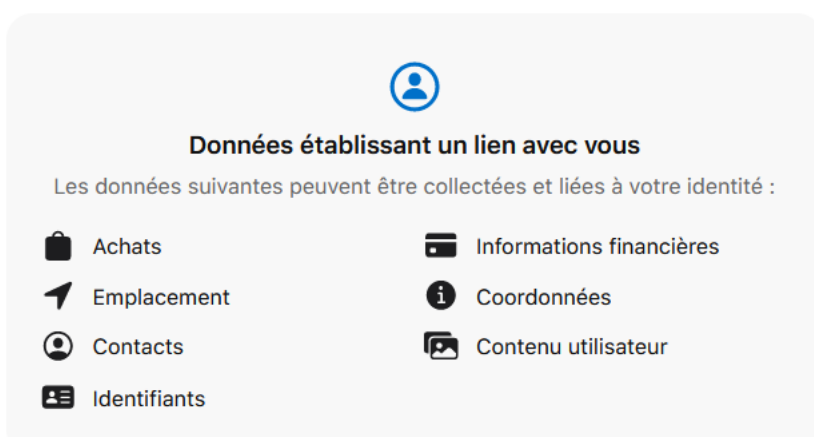 Données établissant un lien avec vous
Les données suivantes peuvent être collectées et liées à votre identité :
Achats
Informations financières
Emplacement
Coordonnées
Contacts
Contenu utilisateur
Identifiants